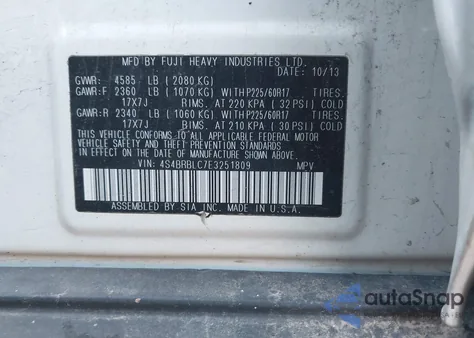 MFD BY FUJI HEAVY INDUSTRIES LTD.
DATE: 10/13
GVWR: 4585 LB (2080 KG)
GAWR:F 2360 LB (1070 KG) WITH P225/60R17 TIRES.
17X7J RIMS. AT 220 KPA (32 PSI) COLD
GAWR:R 2340 LB (1060 KG) WITH P225/60R17 TIRES.
17X7J RIMS. AT 210 KPA (30 PSI) COLD
THIS VEHICLE CONFORMS TO ALL APPLICABLE
FEDERAL MOTOR VEHICLE SAFETY AND THEFT
PREVENTION STANDARDS IN EFFECT ON THE
DATE OF MANUFACTURE SHOWN ABOVE
VIN: 4S4BRBLC7E3251809 MPV
ASSEMBLED BY SIA, INC. MADE IN U.S.A.
autaSnap